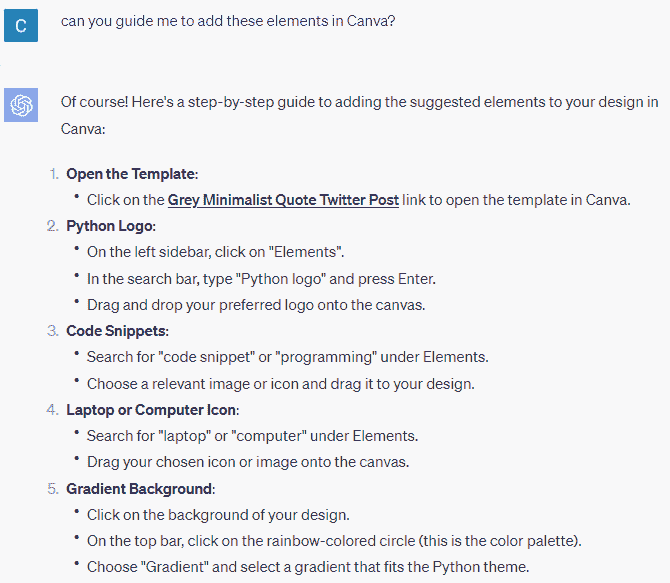 C
can you guide me to add these elements in Canva?
Of course! Here's a step-by-step guide to adding the suggested elements to your design in
Canva:
1. Open the Template:
• Click on the Grey Minimalist Quote Twitter Post link to open the template in Canva.
2. Python Logo:
• On the left sidebar, click on "Elements".
• In the search bar, type "Python logo" and press Enter.
• Drag and drop your preferred logo onto the canvas.
3. Code Snippets:
• Search for "code snippet" or "programming" under Elements.
• Choose a relevant image or icon and drag it to your design.
4. Laptop or Computer Icon:
• Search for "laptop" or "computer" under Elements.
• Drag your chosen icon or image onto the canvas.
5. Gradient Background:
• Click on the background of your design.
• On the top bar, click on the rainbow-colored circle (this is the color palette).
• Choose "Gradient" and select a gradient that fits the Python theme.